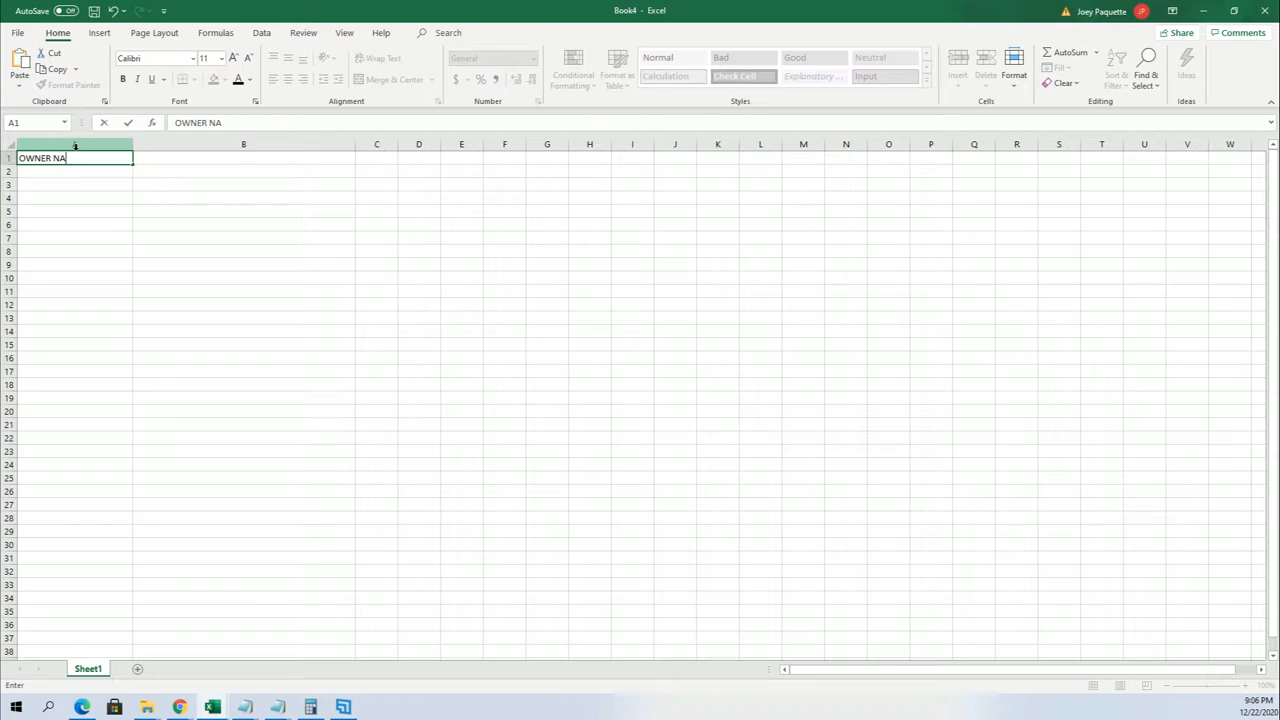 AutoSave Off Book4 - Excel Joey Paquette JP
File Home Insert Page Layout Formulas Data Review View Help Search Share Comments
Paste Cut Copy Format Painter
Calibri 11 B I U A A
Wrap Text Merge & Center
General $ % ,
Conditional Formatting Format as Table
Normal Bad Good Neutral
Calculation Check Cell Explanatory ... Input
Insert Delete Format
AutoSum Fill Clear
Sort & Filter Find & Select Ideas
Clipboard Font Alignment Number Styles Cells Editing Ideas
A1 fx OWNER NA
B C D E F G H I J K L M N O P Q R S T U V W
1 OWNER NA
2
3
4
5
6
7
8
9
10
11
12
13
14
15
16
17
18
19
20
21
22
23
24
25
26
27
28
29
30
31
32
33
34
35
36
37
38
Sheet1
Enter 100%
9:06 PM
12/22/2020